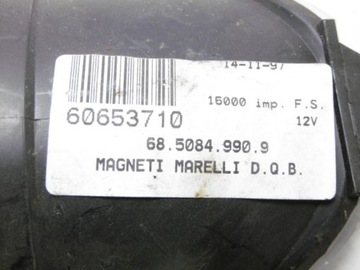 14-11-97
16000 imp. F.S.
60653710
12V
68.5084.990.9
MAGNETI MARELLI D.Q.B.